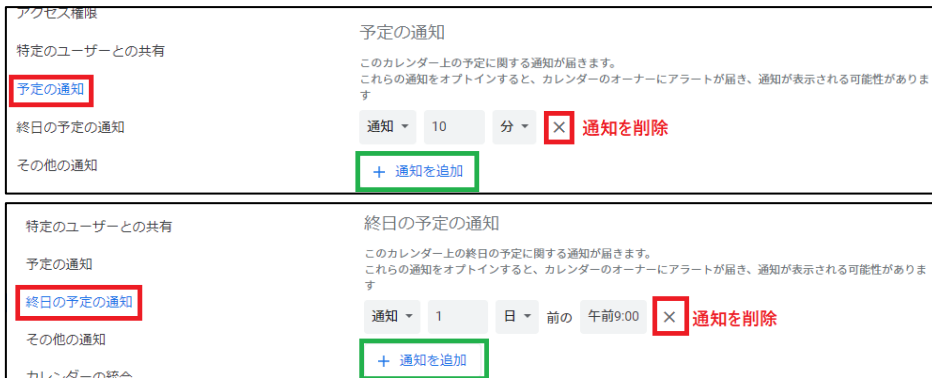 アクセス権限
特定のユーザーとの共有
予定の通知
終日の予定の通知
その他の通知
予定の通知
このカレンダー上の予定に関する通知が届きます。
これらの通知をオプトインすると、カレンダーのオーナーにアラートが届き、通知が表示される可能性がありま
す
通知 10 分 × 通知を削除
+ 通知を追加
特定のユーザーとの共有
予定の通知
終日の予定の通知
その他の通知
カレンダーの統合
終日の予定の通知
このカレンダー上の終日の予定に関する通知が届きます。
これらの通知をオプトインすると、カレンダーのオーナーにアラートが届き、通知が表示される可能性がありま
す
通知 1 日 前の 午前9:00 × 通知を削除
+ 通知を追加